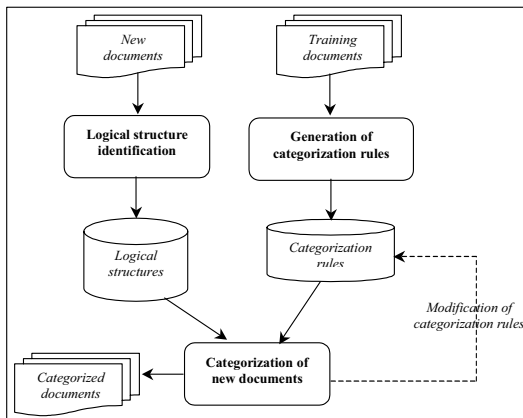 New
documents
Training
documents
Logical structure
identification
Generation of
categorization rules
Logical
structures
Categorization
rules
Modification of
categorization rules
Categorization of
new documents
Categorized
documents